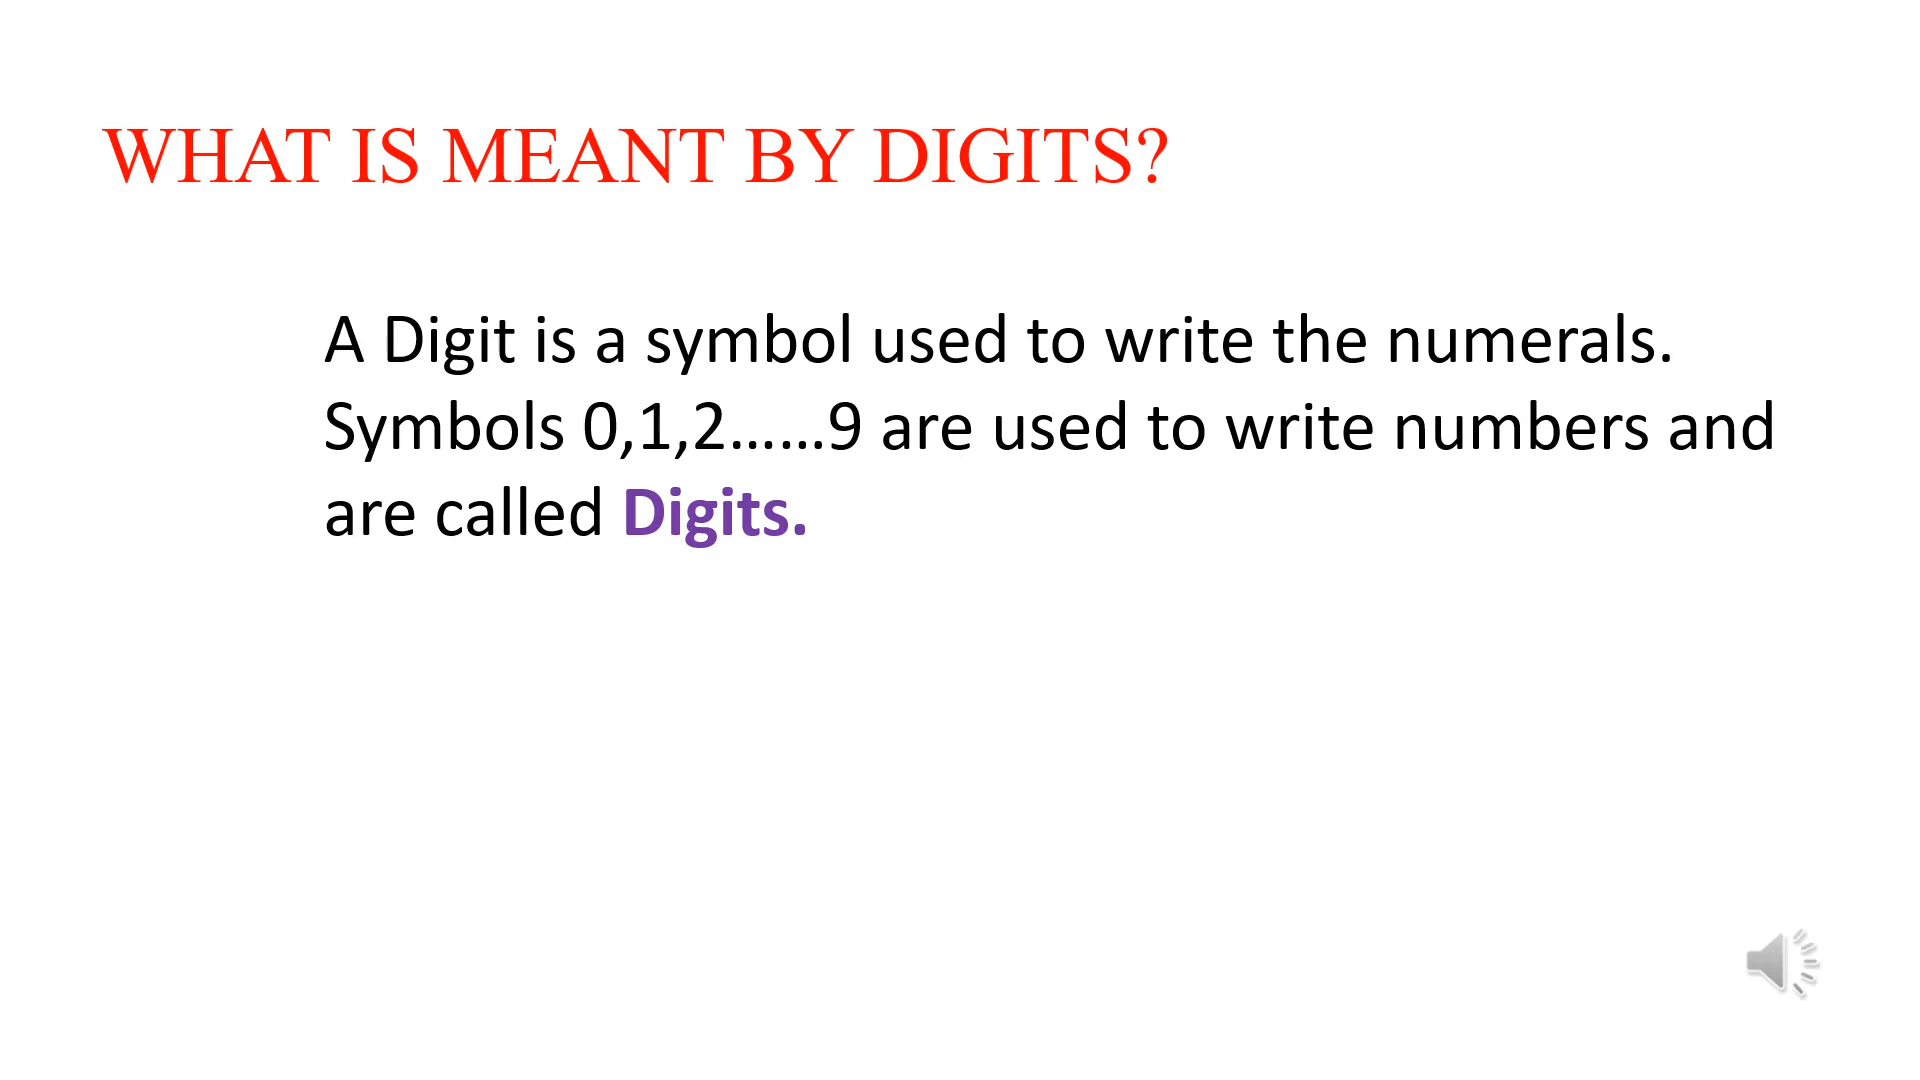 WHAT IS MEANT BY DIGITS?
A Digit is a symbol used to write the numerals.
Symbols 0,1,2……9 are used to write numbers and
are called Digits.